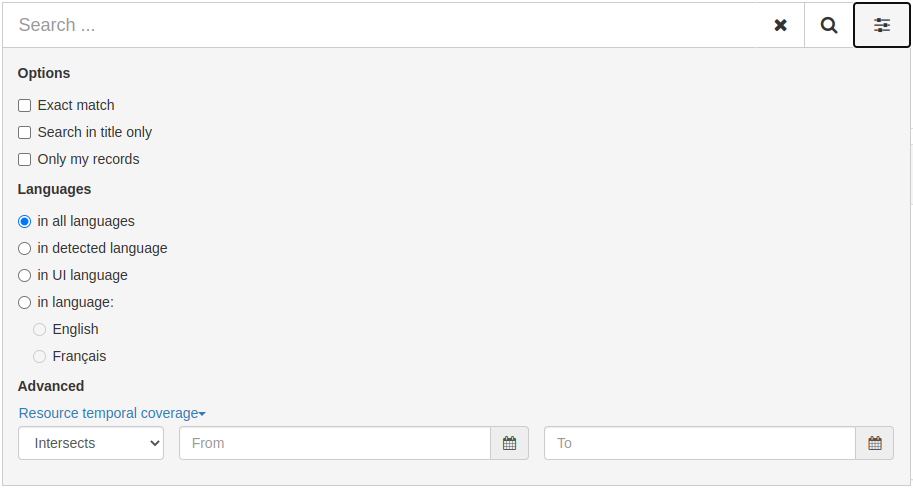 Search ...
Options
Exact match
Search in title only
Only my records
Languages
in all languages
in detected language
in UI language
in language:
English
Français
Advanced
Resource temporal coverage
Intersects From To